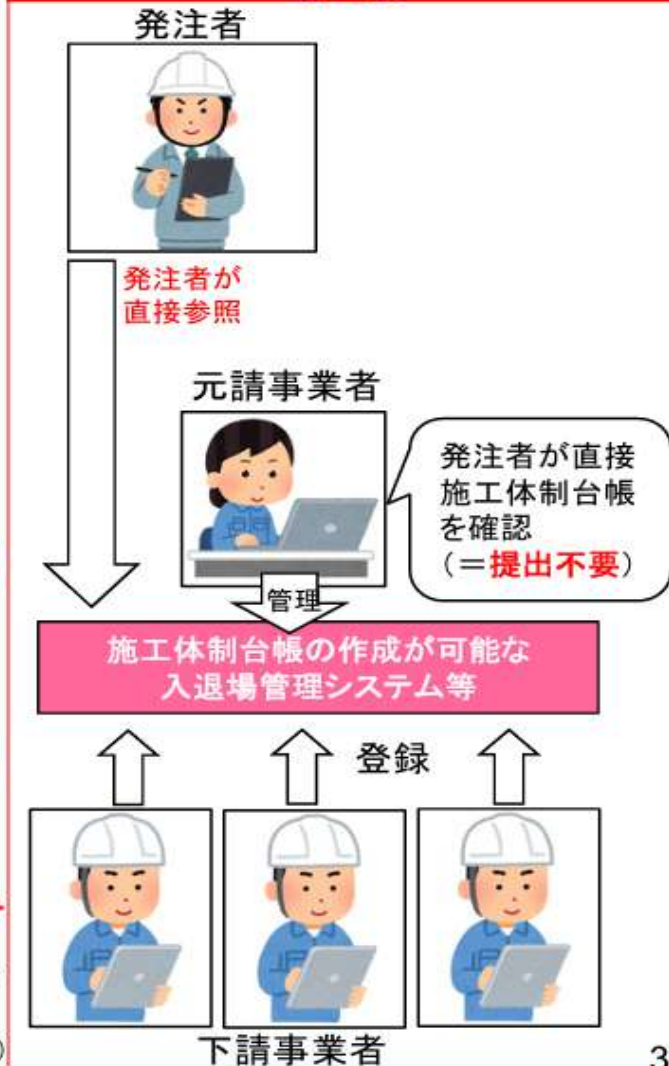 発注者
発注者が
直接参照
元請事業者
発注者が直接
施工体制台帳
を確認
(＝提出不要)
管理
施工体制台帳の作成が可能な
入退場管理システム等
登録
下請事業者
3